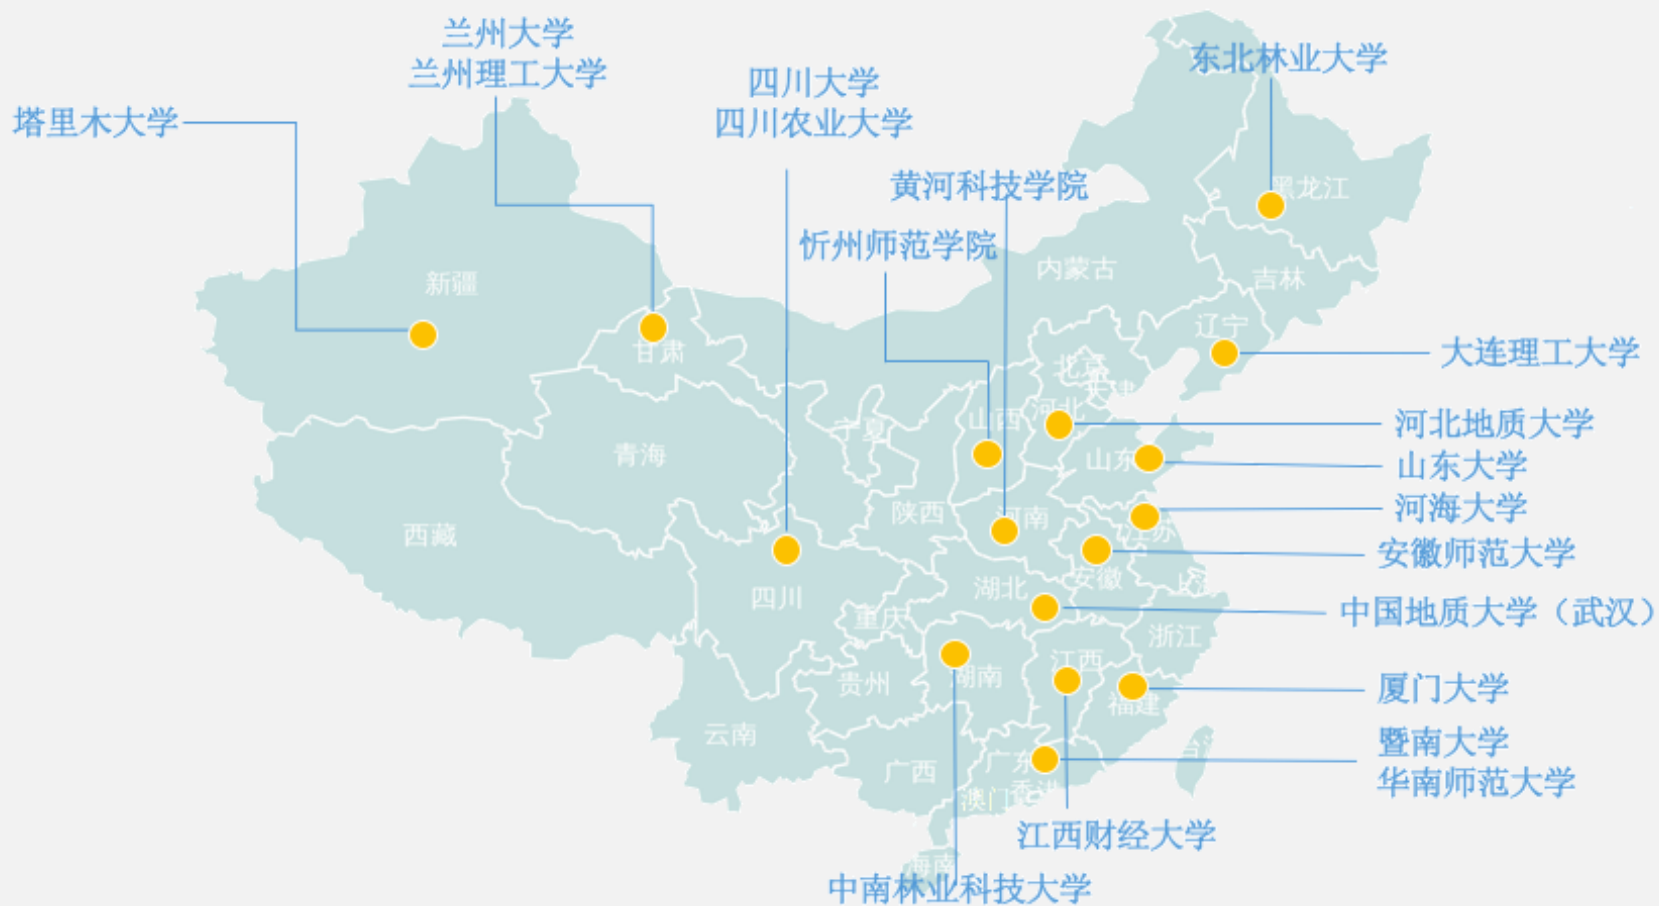 兰州大学
兰州理工大学
东北林业大学
四川大学
四川农业大学
塔里木大学
黄河科技学院
黑龙江
忻州师范学院
内蒙古
新疆
吉林
辽宁
甘肃
大连理工大学
北京
天津
河北
山西
河北地质大学
宁夏
青海
山东
山东大学
河海大学
陕西
河南
江苏
西藏
安徽师范大学
安徽
湖北
四川
上海
中国地质大学（武汉）
重庆
浙江
江西
湖南
贵州
厦门大学
福建
云南
暨南大学
台湾
广东
广西
华南师范大学
香港
澳门
江西财经大学
海南
中南林业科技大学